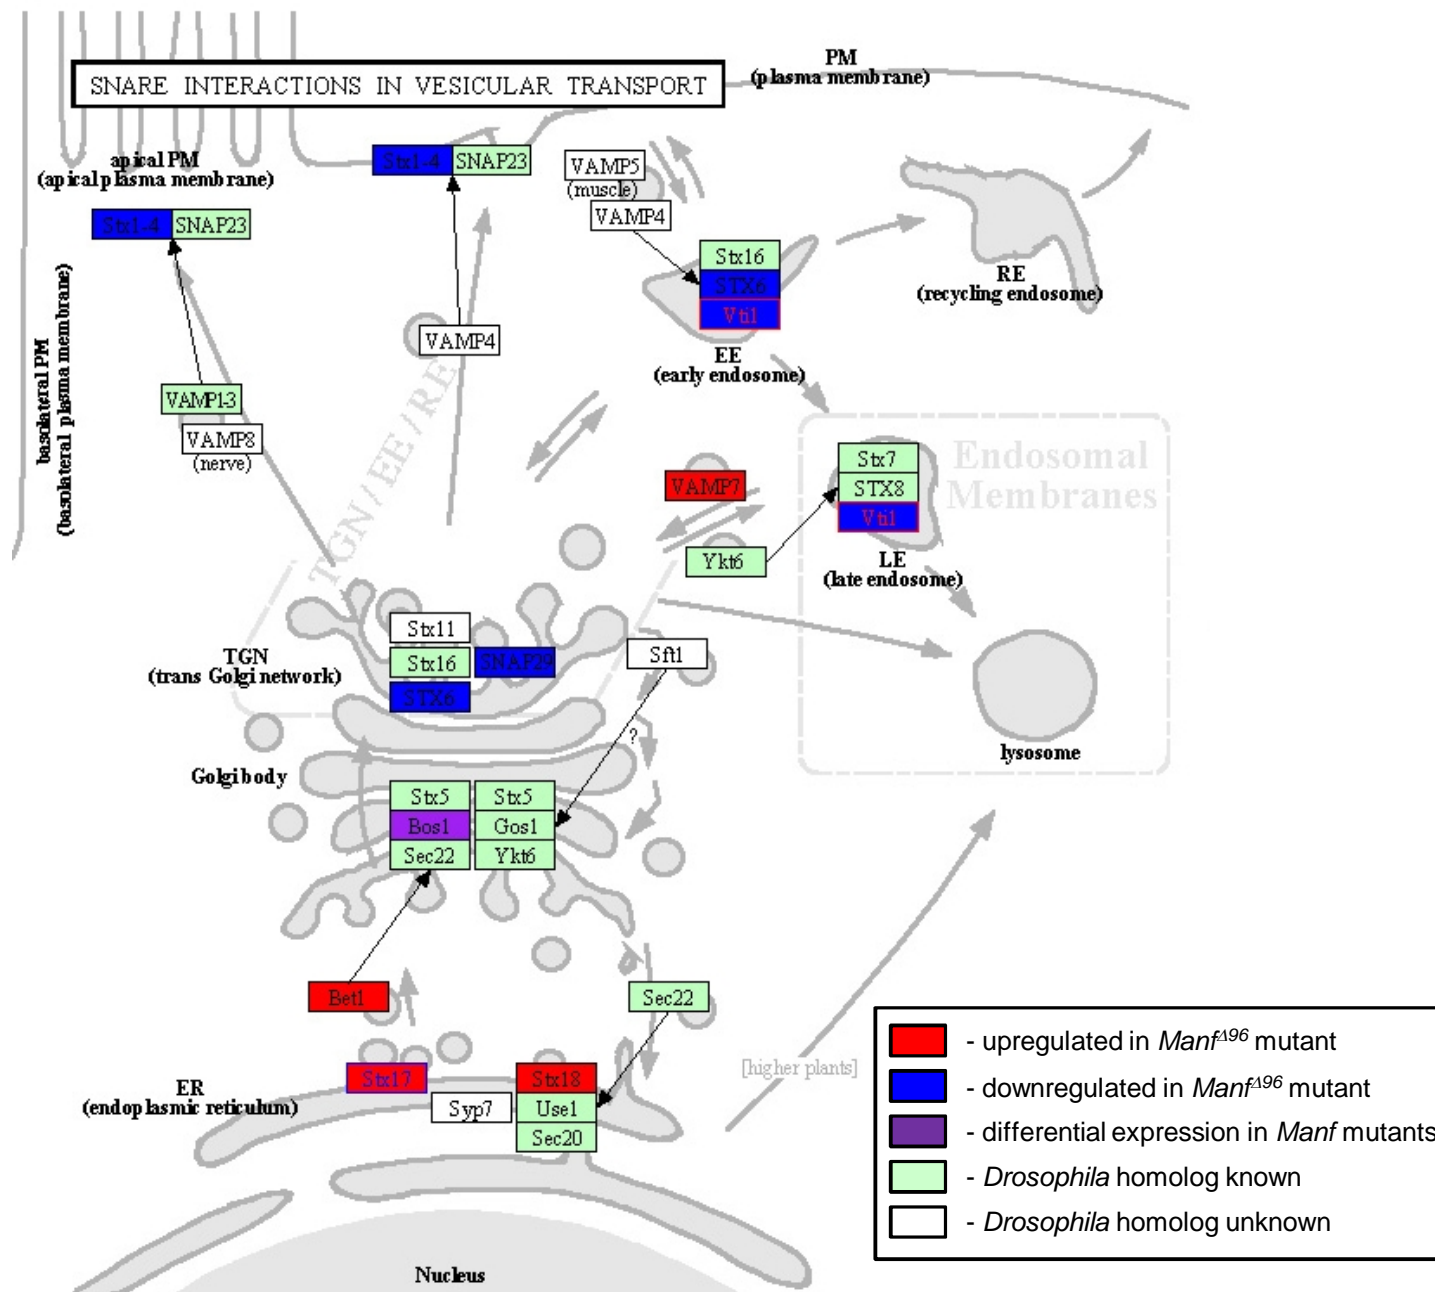 SNARE INTERACTIONS IN VESICULAR TRANSPORT
PM
(plasma membrane)
apical PM
(apical plasma membrane)
Stx1-4 SNAP23
Stx1-4 SNAP23
VAMP5
(muscle)
VAMP4
Stx16
STX6
Vti1
EE
(early endosome)
RE
(recycling endosome)
basolateral PM
(basolateral plasma membrane)
VAMP4
VAMP1-3
VAMP8
(nerve)
TGN/EE/RE
Endosomal
Membranes
Stx7
STX8
Vti1
LE
(late endosome)
VAMP7
Ykt6
lysosome
TGN
(trans Golgi network)
Stx11
Stx16 SNAP29
STX6
Sft1
?
Golgi body
Stx5 Stx5
Bos1 Gos1
Sec22 Ykt6
Bet1
Sec22
ER
(endoplasmic reticulum)
Stx17
Syp7
Stx18
Use1
Sec20
[higher plants]
Nucleus
- upregulated in ManfΔ96 mutant
- downregulated in ManfΔ96 mutant
- differential expression in Manf mutants
- Drosophila homolog known
- Drosophila homolog unknown